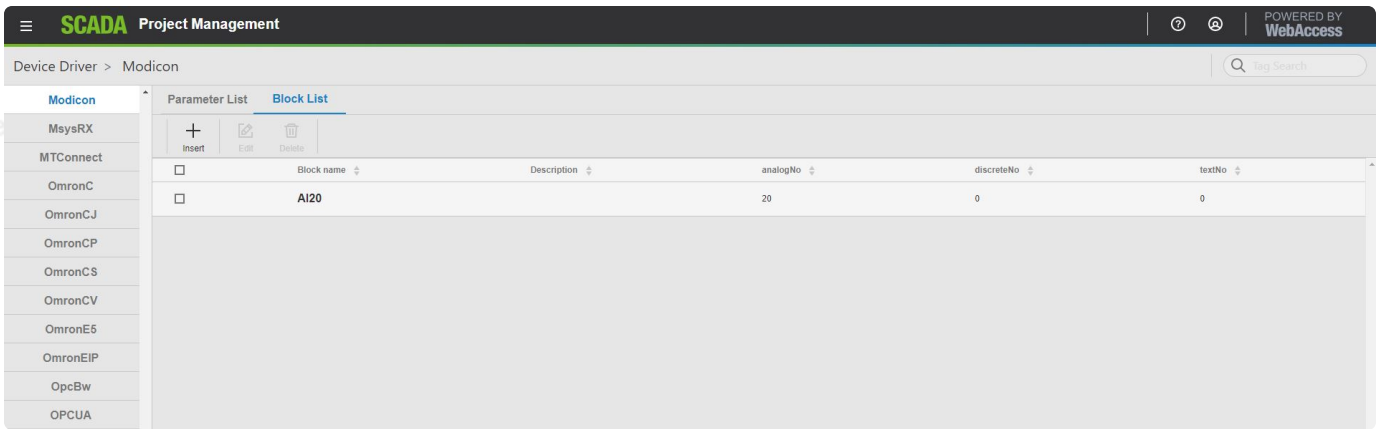 SCADA Project Management
POWERED BY
WebAccess
Device Driver > Modicon
Tag Search
Modicon
MsysRX
MTConnect
OmronC
OmronCJ
OmronCP
OmronCS
OmronCV
OmronE5
OmronEIP
OpcBw
OPCUA
Parameter List Block List
Insert Edit Delete
Block name Description analogNo discreteNo textNo
AI20 20 0 0